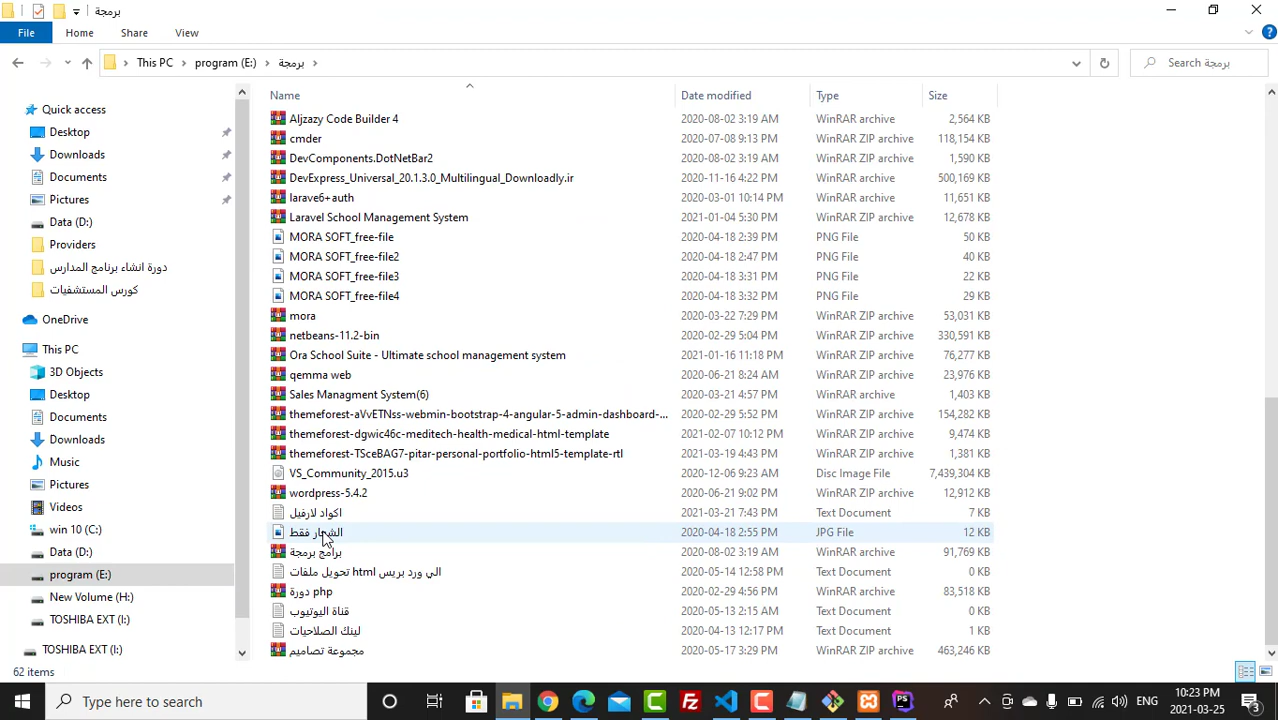 برمجة
File Home Share View
This PC program (E:) برمجة Search برمجة
Name Date modified Type Size
Quick access
Desktop
Downloads
Documents
Pictures
Data (D:)
Providers
دورة انشاء برنامج المدارس
كورس المستشفيات
OneDrive
This PC
3D Objects
Desktop
Documents
Downloads
Music
Pictures
Videos
win 10 (C:)
Data (D:)
program (E:)
New Volume (H:)
TOSHIBA EXT (I:)
TOSHIBA EXT (I:)
Aljzazy Code Builder 4 2020-08-02 3:19 AM WinRAR archive 2,564 KB
cmder 2020-07-08 9:13 PM WinRAR ZIP archive 118,154 KB
DevComponents.DotNetBar2 2020-08-02 3:19 AM WinRAR archive 1,590 KB
DevExpress_Universal_20.1.3.0_Multilingual_Downloadly.ir 2020-11-16 4:22 PM WinRAR archive 500,169 KB
larave6+auth 2020-03-01 10:14 PM WinRAR archive 11,651 KB
Laravel School Management System 2021-01-04 5:30 PM WinRAR ZIP archive 12,678 KB
MORA SOFT_free-file 2020-04-18 2:39 PM PNG File 50 KB
MORA SOFT_free-file2 2020-04-18 2:47 PM PNG File 40 KB
MORA SOFT_free-file3 2020-04-18 3:31 PM PNG File 22 KB
MORA SOFT_free-file4 2020-04-18 3:32 PM PNG File 29 KB
mora 2020-03-22 7:29 PM WinRAR ZIP archive 53,031 KB
netbeans-11.2-bin 2020-02-29 5:04 PM WinRAR ZIP archive 330,591 KB
Ora School Suite - Ultimate school management system 2021-01-16 11:18 PM WinRAR ZIP archive 76,277 KB
qemma web 2020-06-21 8:24 AM WinRAR ZIP archive 23,976 KB
Sales Managment System(6) 2020-03-21 4:57 PM WinRAR archive 1,403 KB
themeforest-aVvETNss-webmin-bootstrap-4-angular-5-admin-dashboard-... 2020-02-29 5:52 PM WinRAR ZIP archive 154,282 KB
themeforest-dgwic46c-meditech-health-medical-html-template 2021-02-07 10:12 PM WinRAR ZIP archive 9,474 KB
themeforest-TSceBAG7-pitar-personal-portfolio-html5-template-rtl 2021-03-19 4:43 PM WinRAR ZIP archive 1,381 KB
VS_Community_2015.u3 2020-12-06 9:23 AM Disc Image File 7,439,304 KB
wordpress-5.4.2 2020-06-21 9:02 PM WinRAR ZIP archive 12,912 KB
اكواد لارفيل 2021-03-21 7:43 PM Text Document 7 KB
الشعار فقط 2020-04-18 2:55 PM JPG File 12 KB
برامج برمجة 2020-08-02 3:19 AM WinRAR ZIP archive 91,769 KB
الي ورد بريس html تحويل ملفات 2020-05-14 12:58 PM Text Document 0 KB
دورة php 2020-02-29 4:56 PM WinRAR ZIP archive 83,518 KB
قناة اليوتيوب 2020-05-13 2:15 AM Text Document 0 KB
لينك الصلاحيات 2020-04-13 12:17 PM Text Document 1 KB
مجموعة تصاميم 2020-05-17 3:29 PM WinRAR ZIP archive 463,246 KB
62 items
Type here to search
ENG 10:23 PM
2021-03-25
3